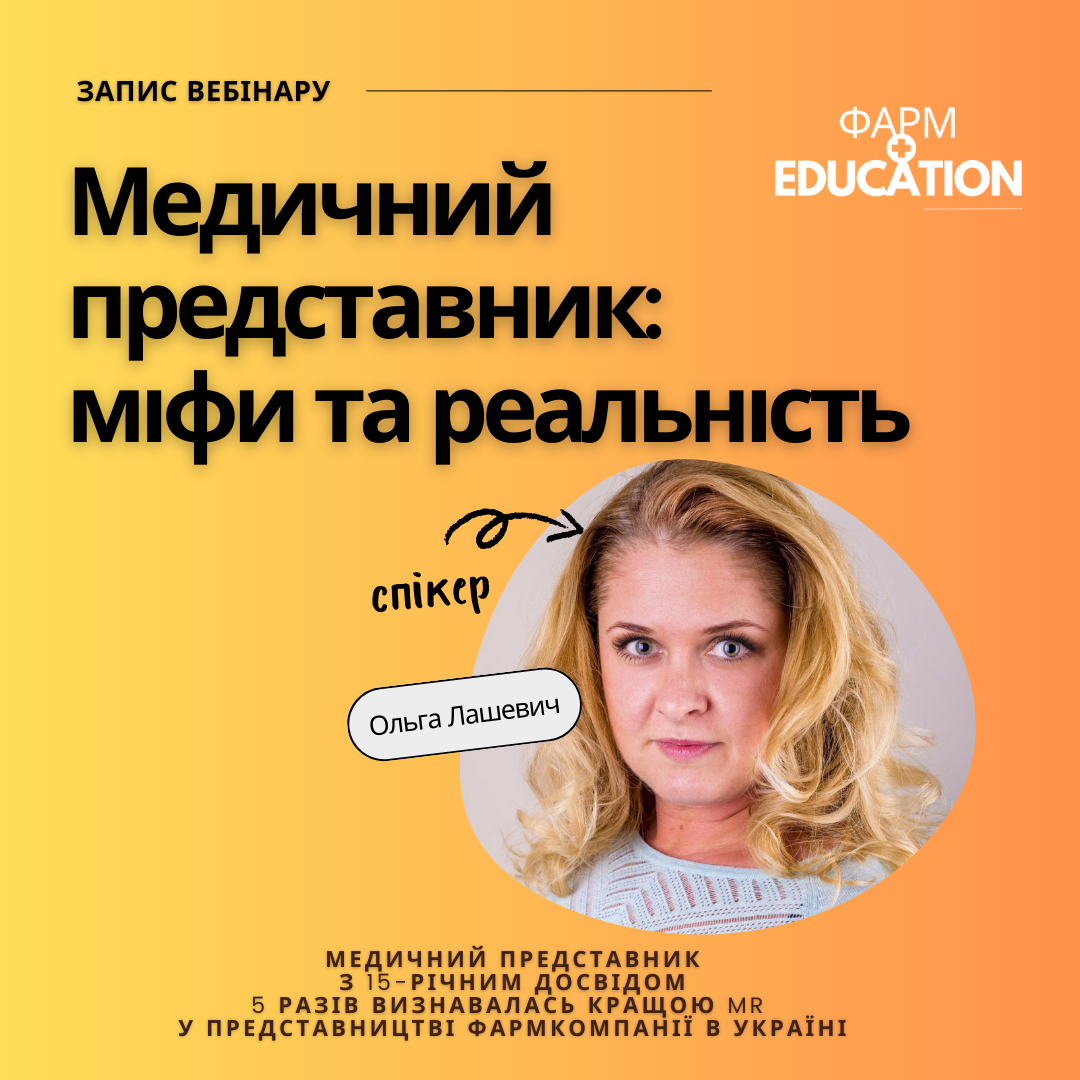 ЗАПИС ВЕБІНАРУ
ФАРМ
EDUCATION
Медичний
представник:
міфи та реальність
спікер
Ольга Лашевич
МЕДИЧНИЙ ПРЕДСТАВНИК
З 15-РІЧНИМ ДОСВІДОМ
5 РАЗІВ ВИЗНАВАЛАСЬ КРАЩОЮ MR
У ПРЕДСТАВНИЦТВІ ФАРМКОМПАНІЇ В УКРАЇНІ